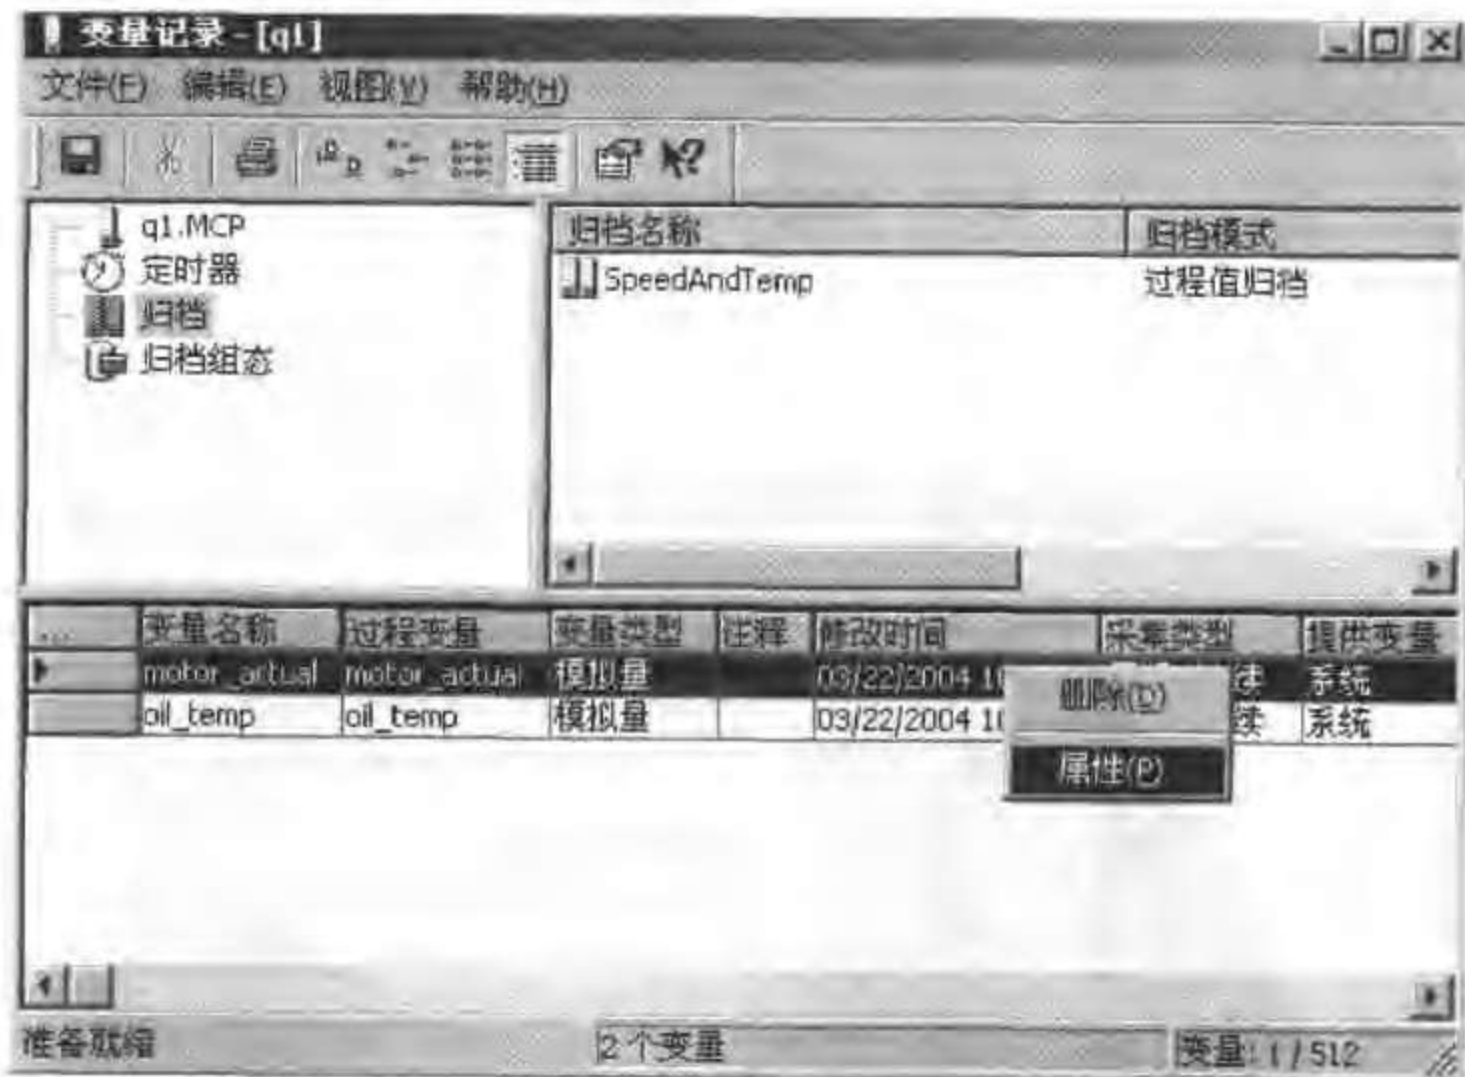 变量记录 - [q1]
文件(F) 编辑(E) 视图(V) 帮助(H)
q1.MCP
定时器
归档
归档组态
归档名称 归档模式
SpeedAndTemp 过程值归档
... 变量名称 过程变量 变量类型 注释 修改时间 采集类型 提供变量
motor_actual motor_actual 模拟量 03/22/2004 10 续 系统
oil_temp oil_temp 模拟量 03/22/2004 10 续 系统
删除(D)
属性(P)
准备就绪 2 个变量 变量: 1 / 512